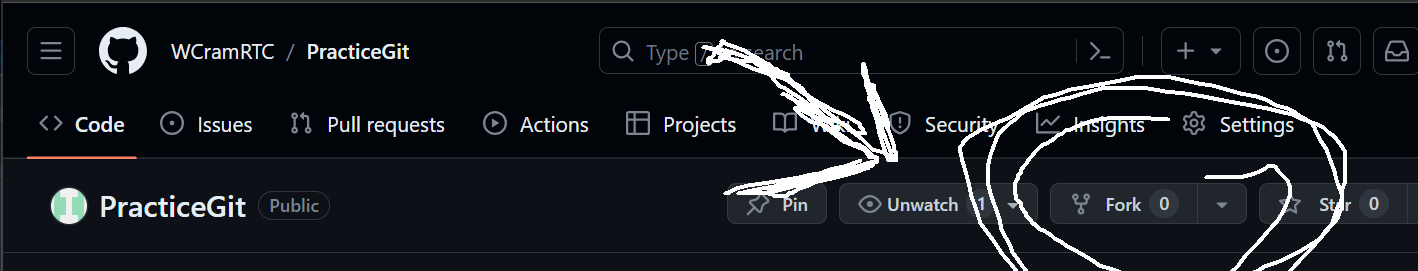 WCramRTC / PracticeGit Type / search
Code Issues Pull requests Actions Projects Wiki Security Insights Settings
PracticeGit Public Pin Unwatch 1 Fork 0 Star 0